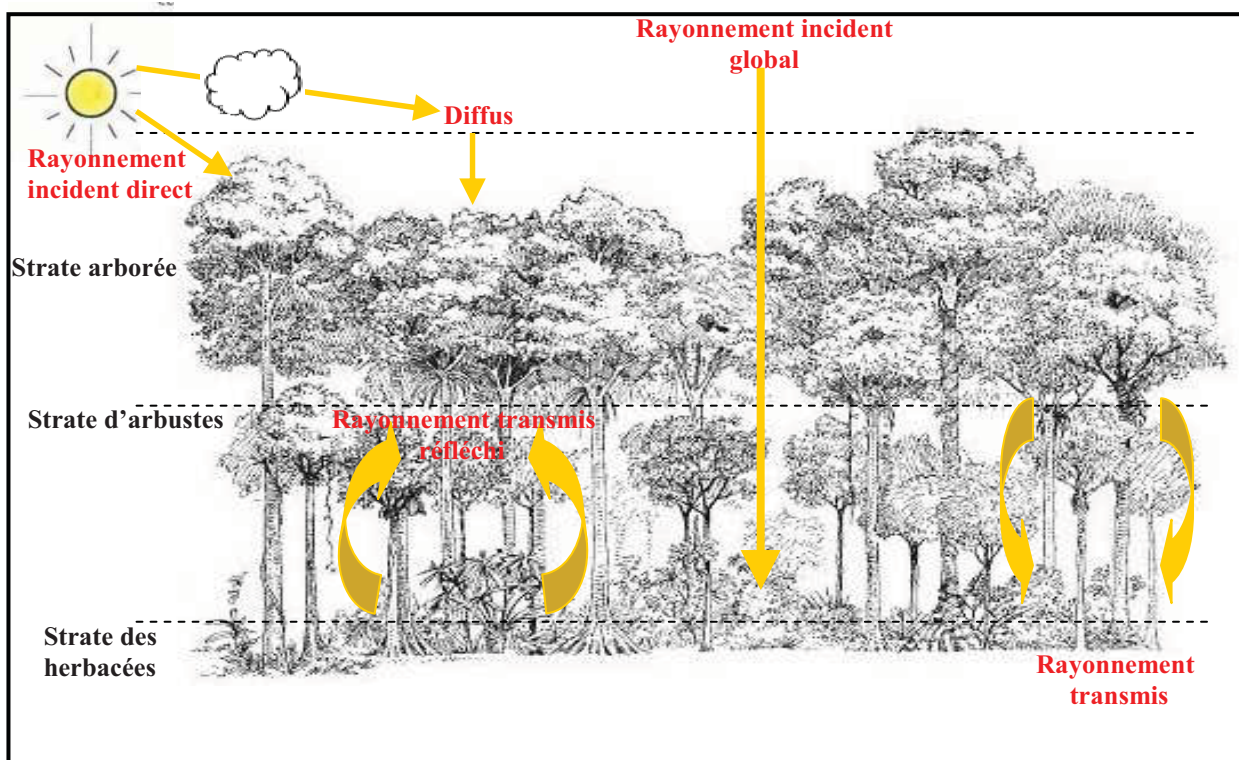 Rayonnement incident
global
Diffus
Rayonnement
incident direct
Strate arborée
Strate d’arbustes
Rayonnement transmis
réfléchi
Strate des
herbacées
Rayonnement
transmis